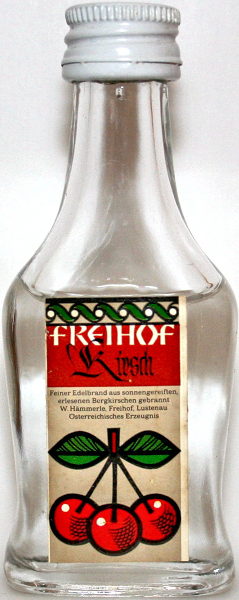 FREIHOF
Kirsch
Feiner Edelbrand aus sonnengereiften,
erlesenen Bergkirschen gebrannt
W. Hämmerle, Freihof, Lustenau
Österreichisches Erzeugnis